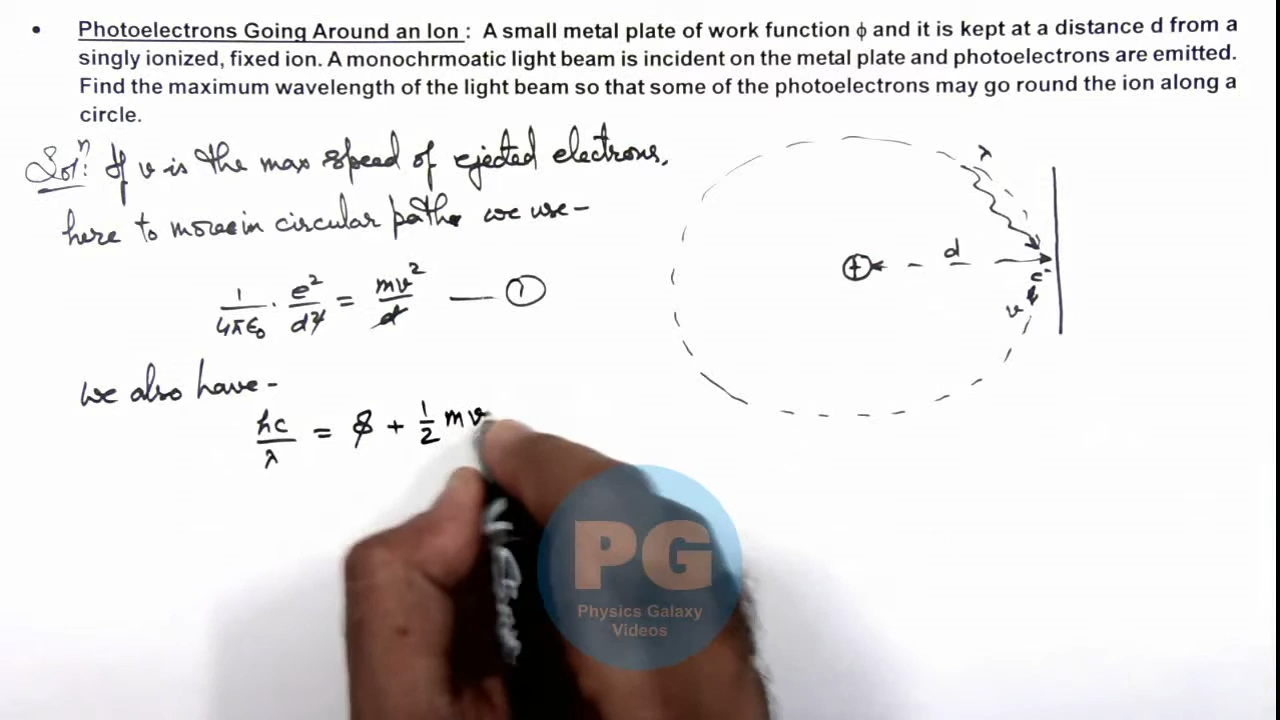 • Photoelectrons Going Around an Ion : A small metal plate of work function ϕ and it is kept at a distance d from a
singly ionized, fixed ion. A monochrmoatic light beam is incident on the metal plate and photoelectrons are emitted.
Find the maximum wavelength of the light beam so that some of the photoelectrons may go round the ion along a
circle.
Solⁿ: If v is the max speed of ejected electrons,
here to move in circular path we use –
1/4πε₀ · e²/d² = mv²/d — ①
we also have –
hc/λ = ϕ + 1/2 mv
λ
d
+
e⁻
v
PG
Physics Galaxy
Videos